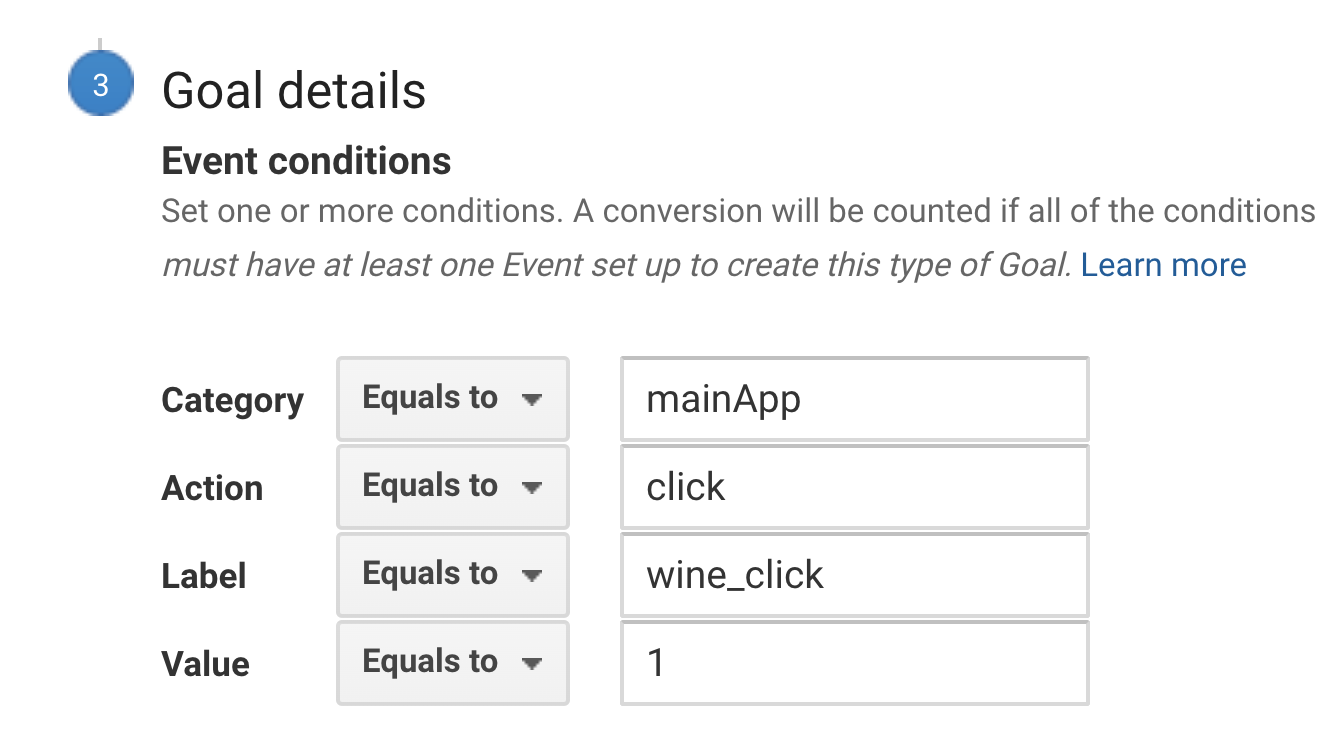 3
Goal details
Event conditions
Set one or more conditions. A conversion will be counted if all of the conditions
must have at least one Event set up to create this type of Goal. Learn more
Category Equals to mainApp
Action Equals to click
Label Equals to wine_click
Value Equals to 1